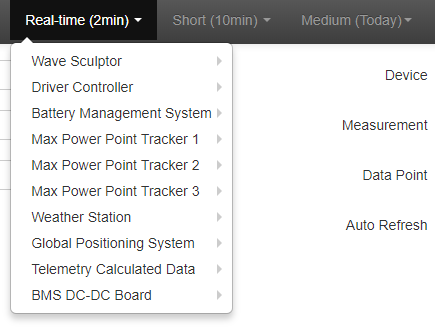 Real-time (2min) Short (10min) Medium (Today)
Wave Sculptor
Driver Controller
Battery Management System
Max Power Point Tracker 1
Max Power Point Tracker 2
Max Power Point Tracker 3
Weather Station
Global Positioning System
Telemetry Calculated Data
BMS DC-DC Board
Device
Measurement
Data Point
Auto Refresh